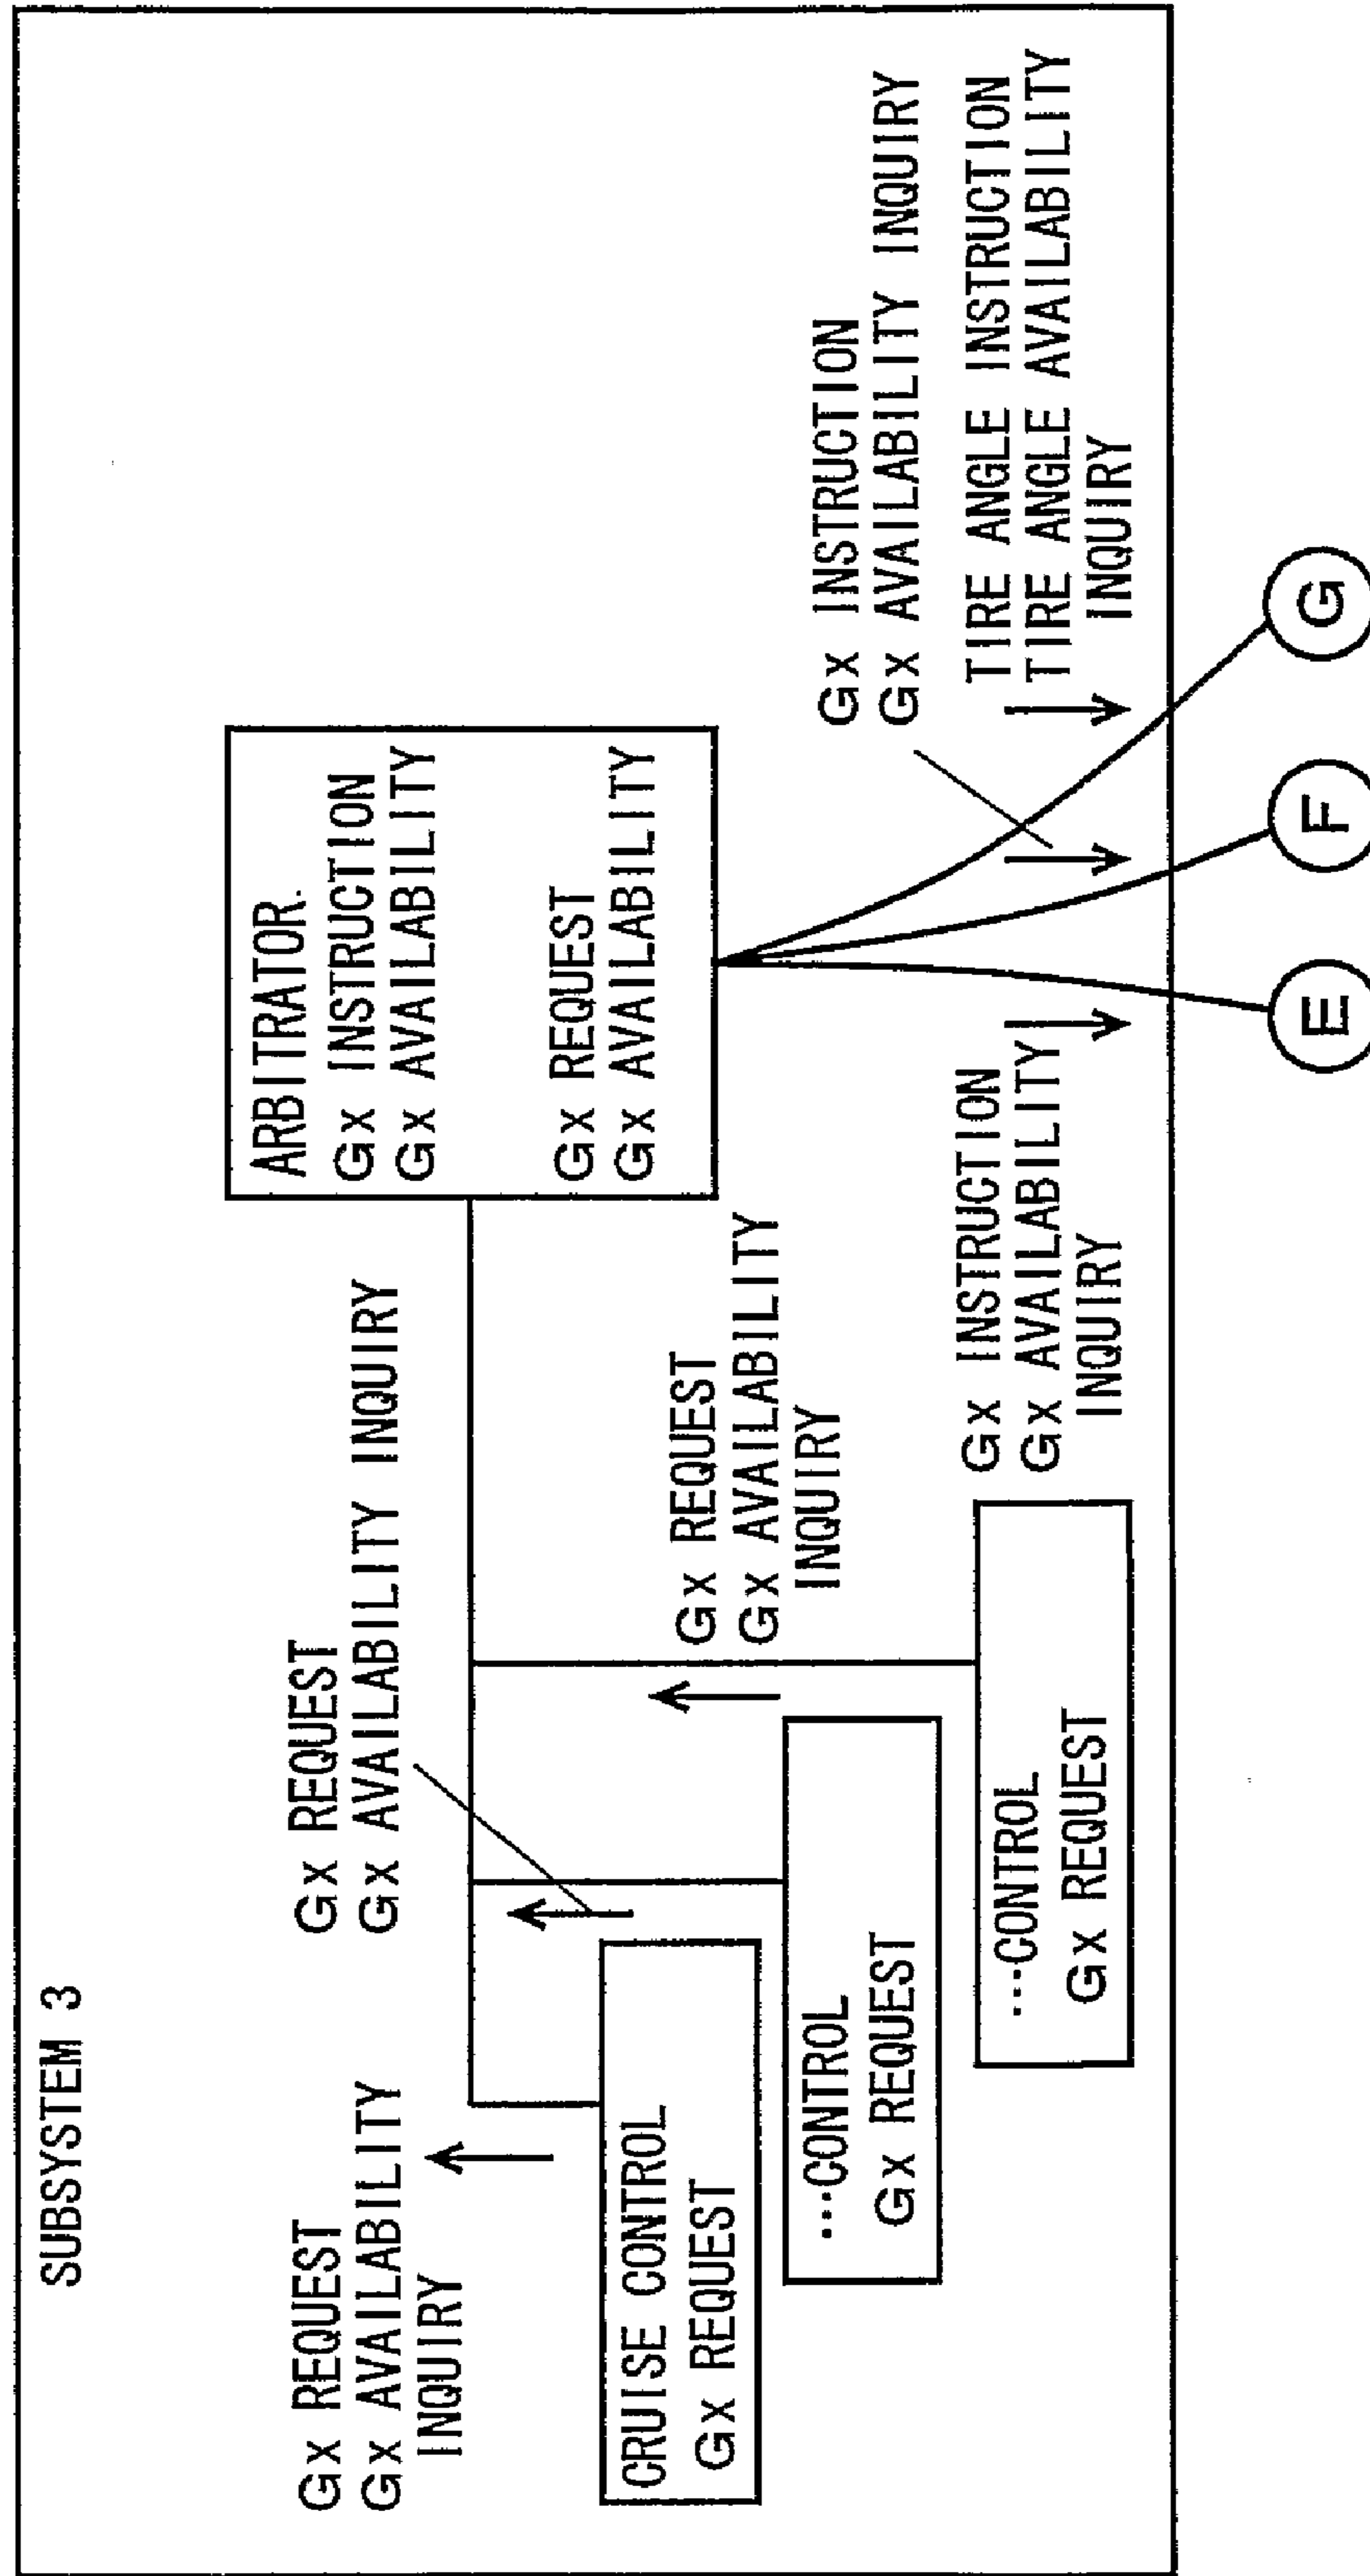 SUBSYSTEM 3
Gx REQUEST
Gx AVAILABILITY
INQUIRY
Gx REQUEST
Gx AVAILABILITY INQUIRY
ARBITRATOR.
Gx INSTRUCTION
Gx AVAILABILITY
Gx REQUEST
Gx AVAILABILITY
CRUISE CONTROL
Gx REQUEST
Gx REQUEST
Gx AVAILABILITY
INQUIRY
...CONTROL
Gx REQUEST
...CONTROL
Gx REQUEST
Gx INSTRUCTION
Gx AVAILABILITY
INQUIRY
Gx INSTRUCTION
Gx AVAILABILITY INQUIRY
TIRE ANGLE INSTRUCTION
TIRE ANGLE AVAILABILITY
INQUIRY
E
F
G